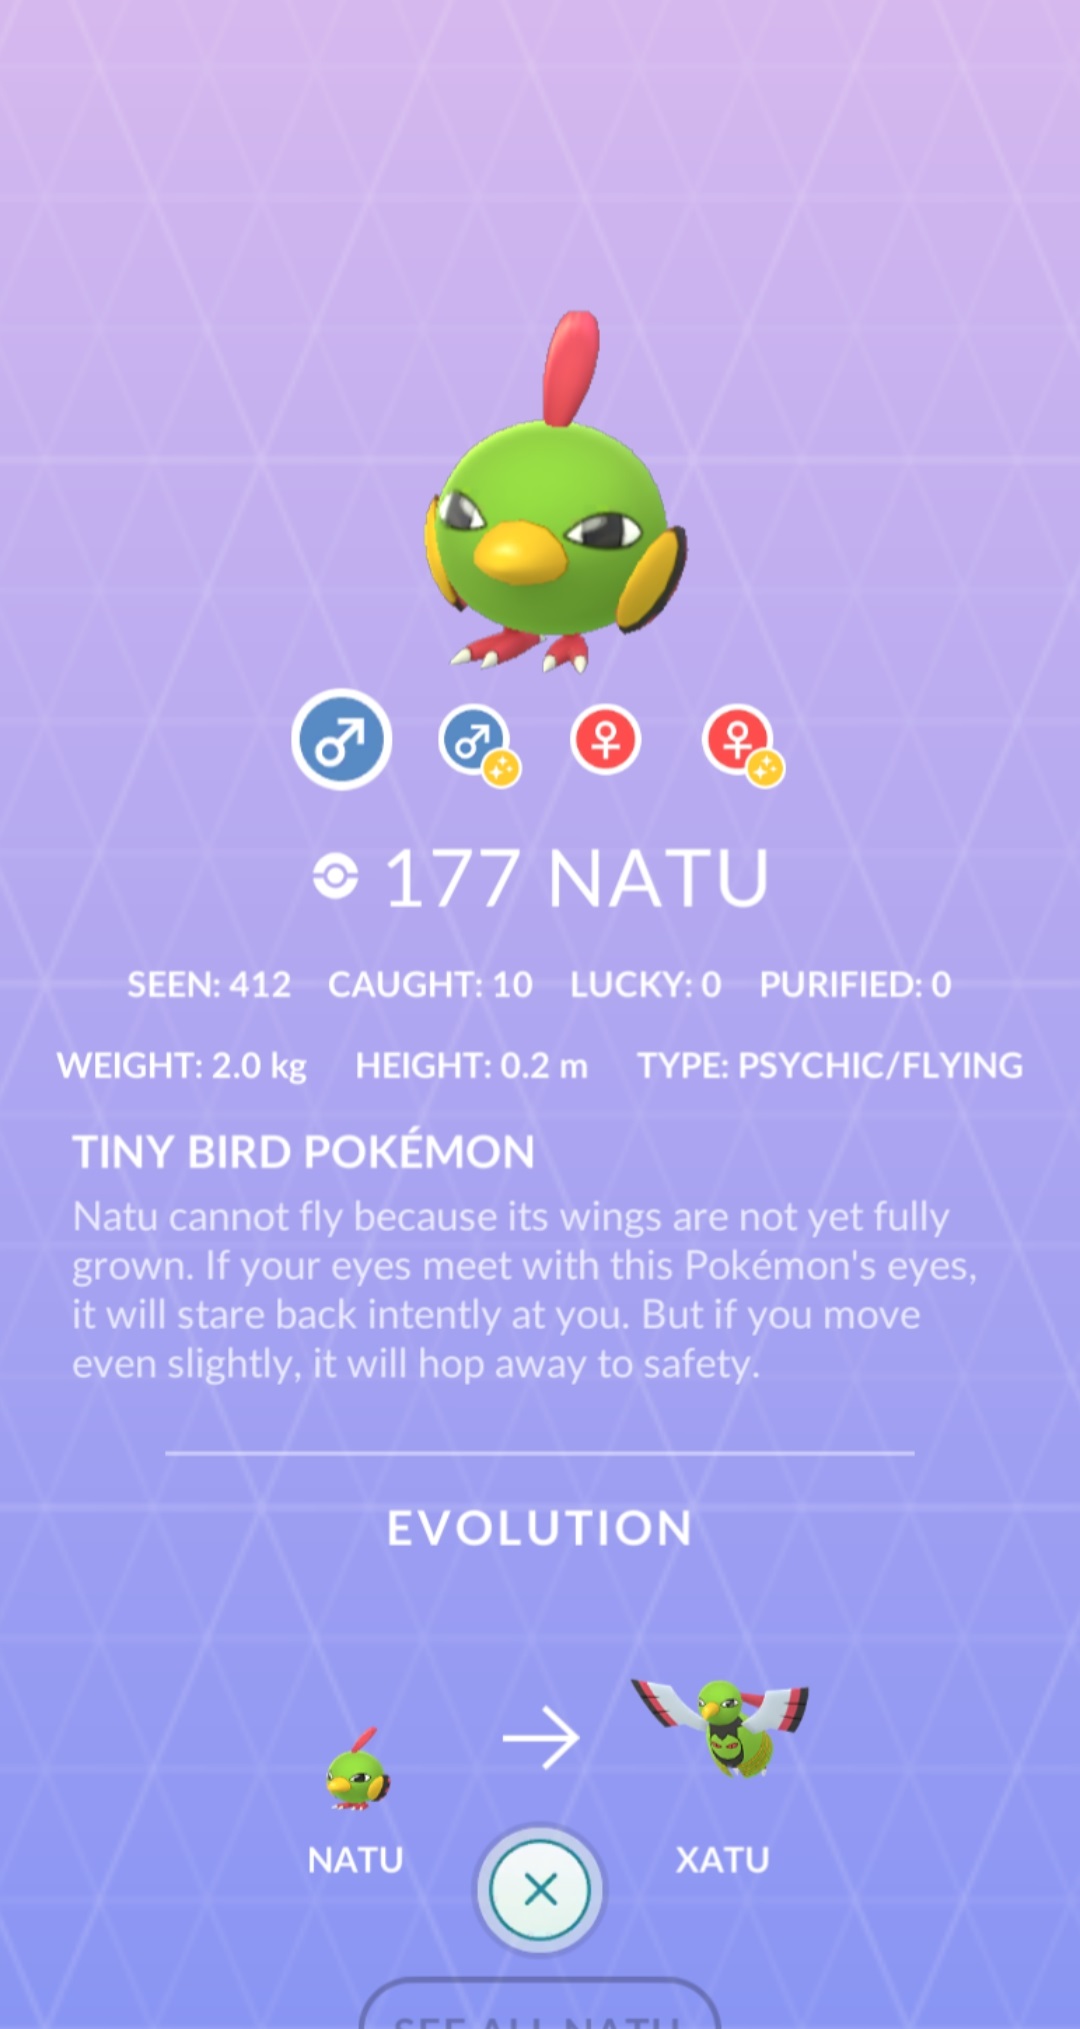 177 NATU
SEEN: 412 CAUGHT: 10 LUCKY: 0 PURIFIED: 0
WEIGHT: 2.0 kg HEIGHT: 0.2 m TYPE: PSYCHIC/FLYING
TINY BIRD POKÉMON
Natu cannot fly because its wings are not yet fully
grown. If your eyes meet with this Pokémon's eyes,
it will stare back intently at you. But if you move
even slightly, it will hop away to safety.
EVOLUTION
NATU XATU
SEE ALL NATU